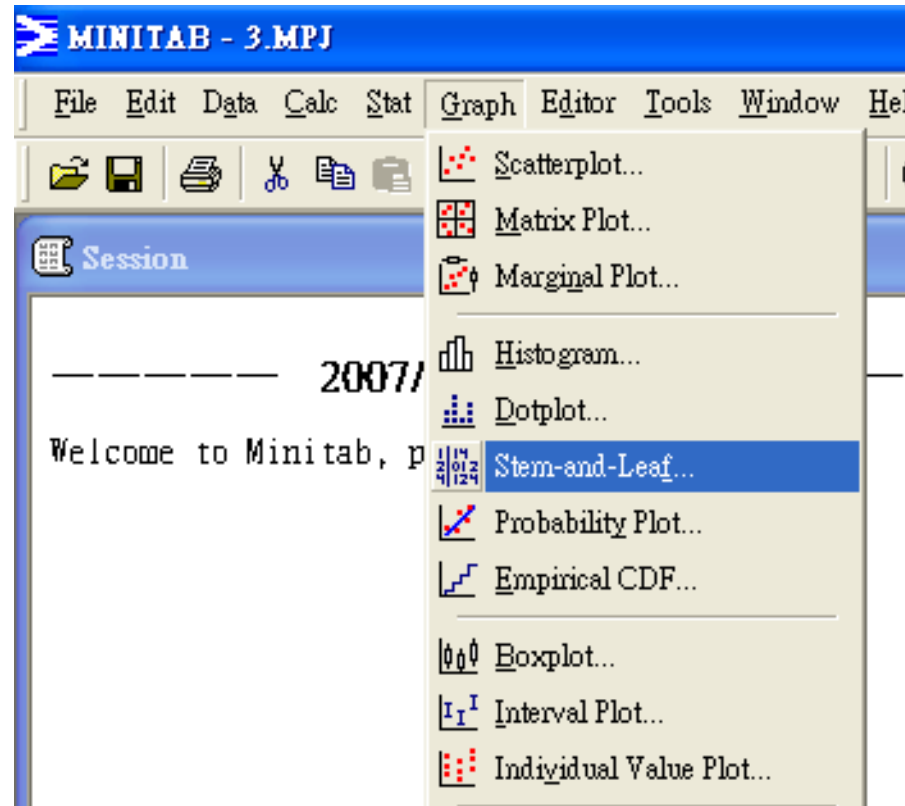 MINITAB - 3.MPJ
File Edit Data Calc Stat Graph Editor Tools Window
Session
2007/
Welcome to Minitab,
Scatterplot...
Matrix Plot...
Marginal Plot...
Histogram...
Dotplot...
Stem-and-Leaf...
Probability Plot...
Empirical CDF...
Boxplot...
Interval Plot...
Individual Value Plot...